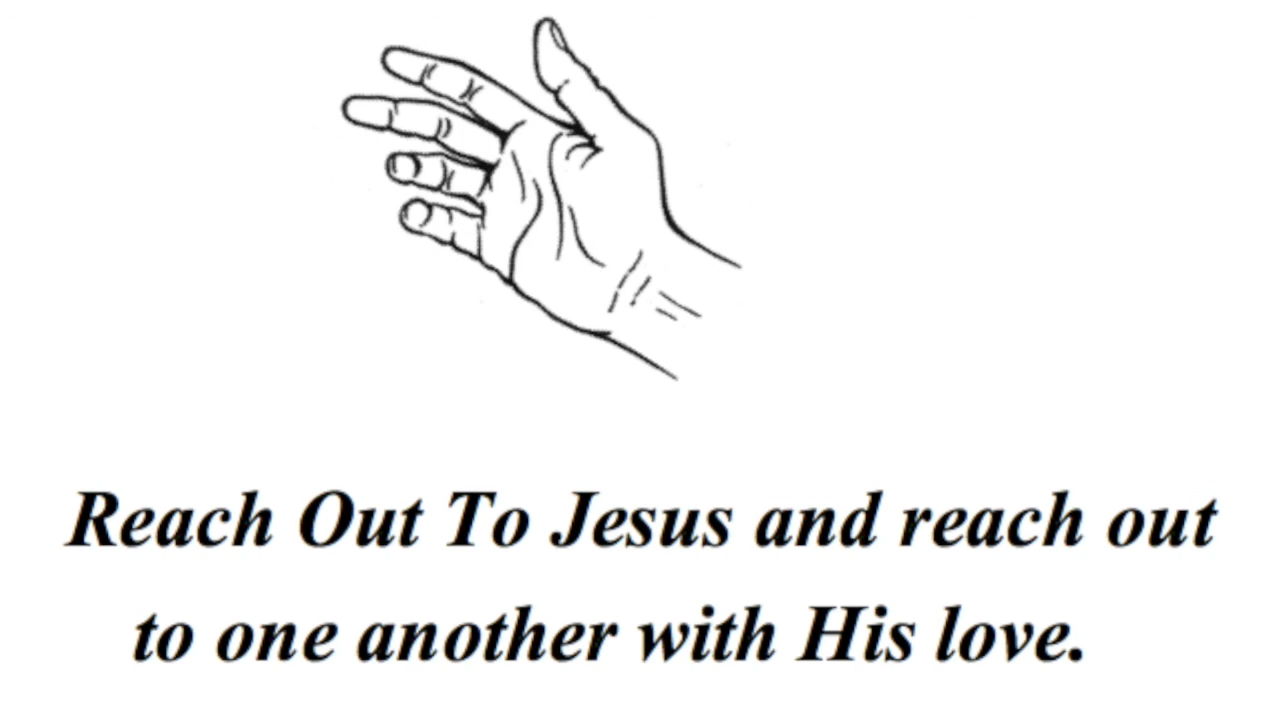 Reach Out To Jesus and reach out
to one another with His love.